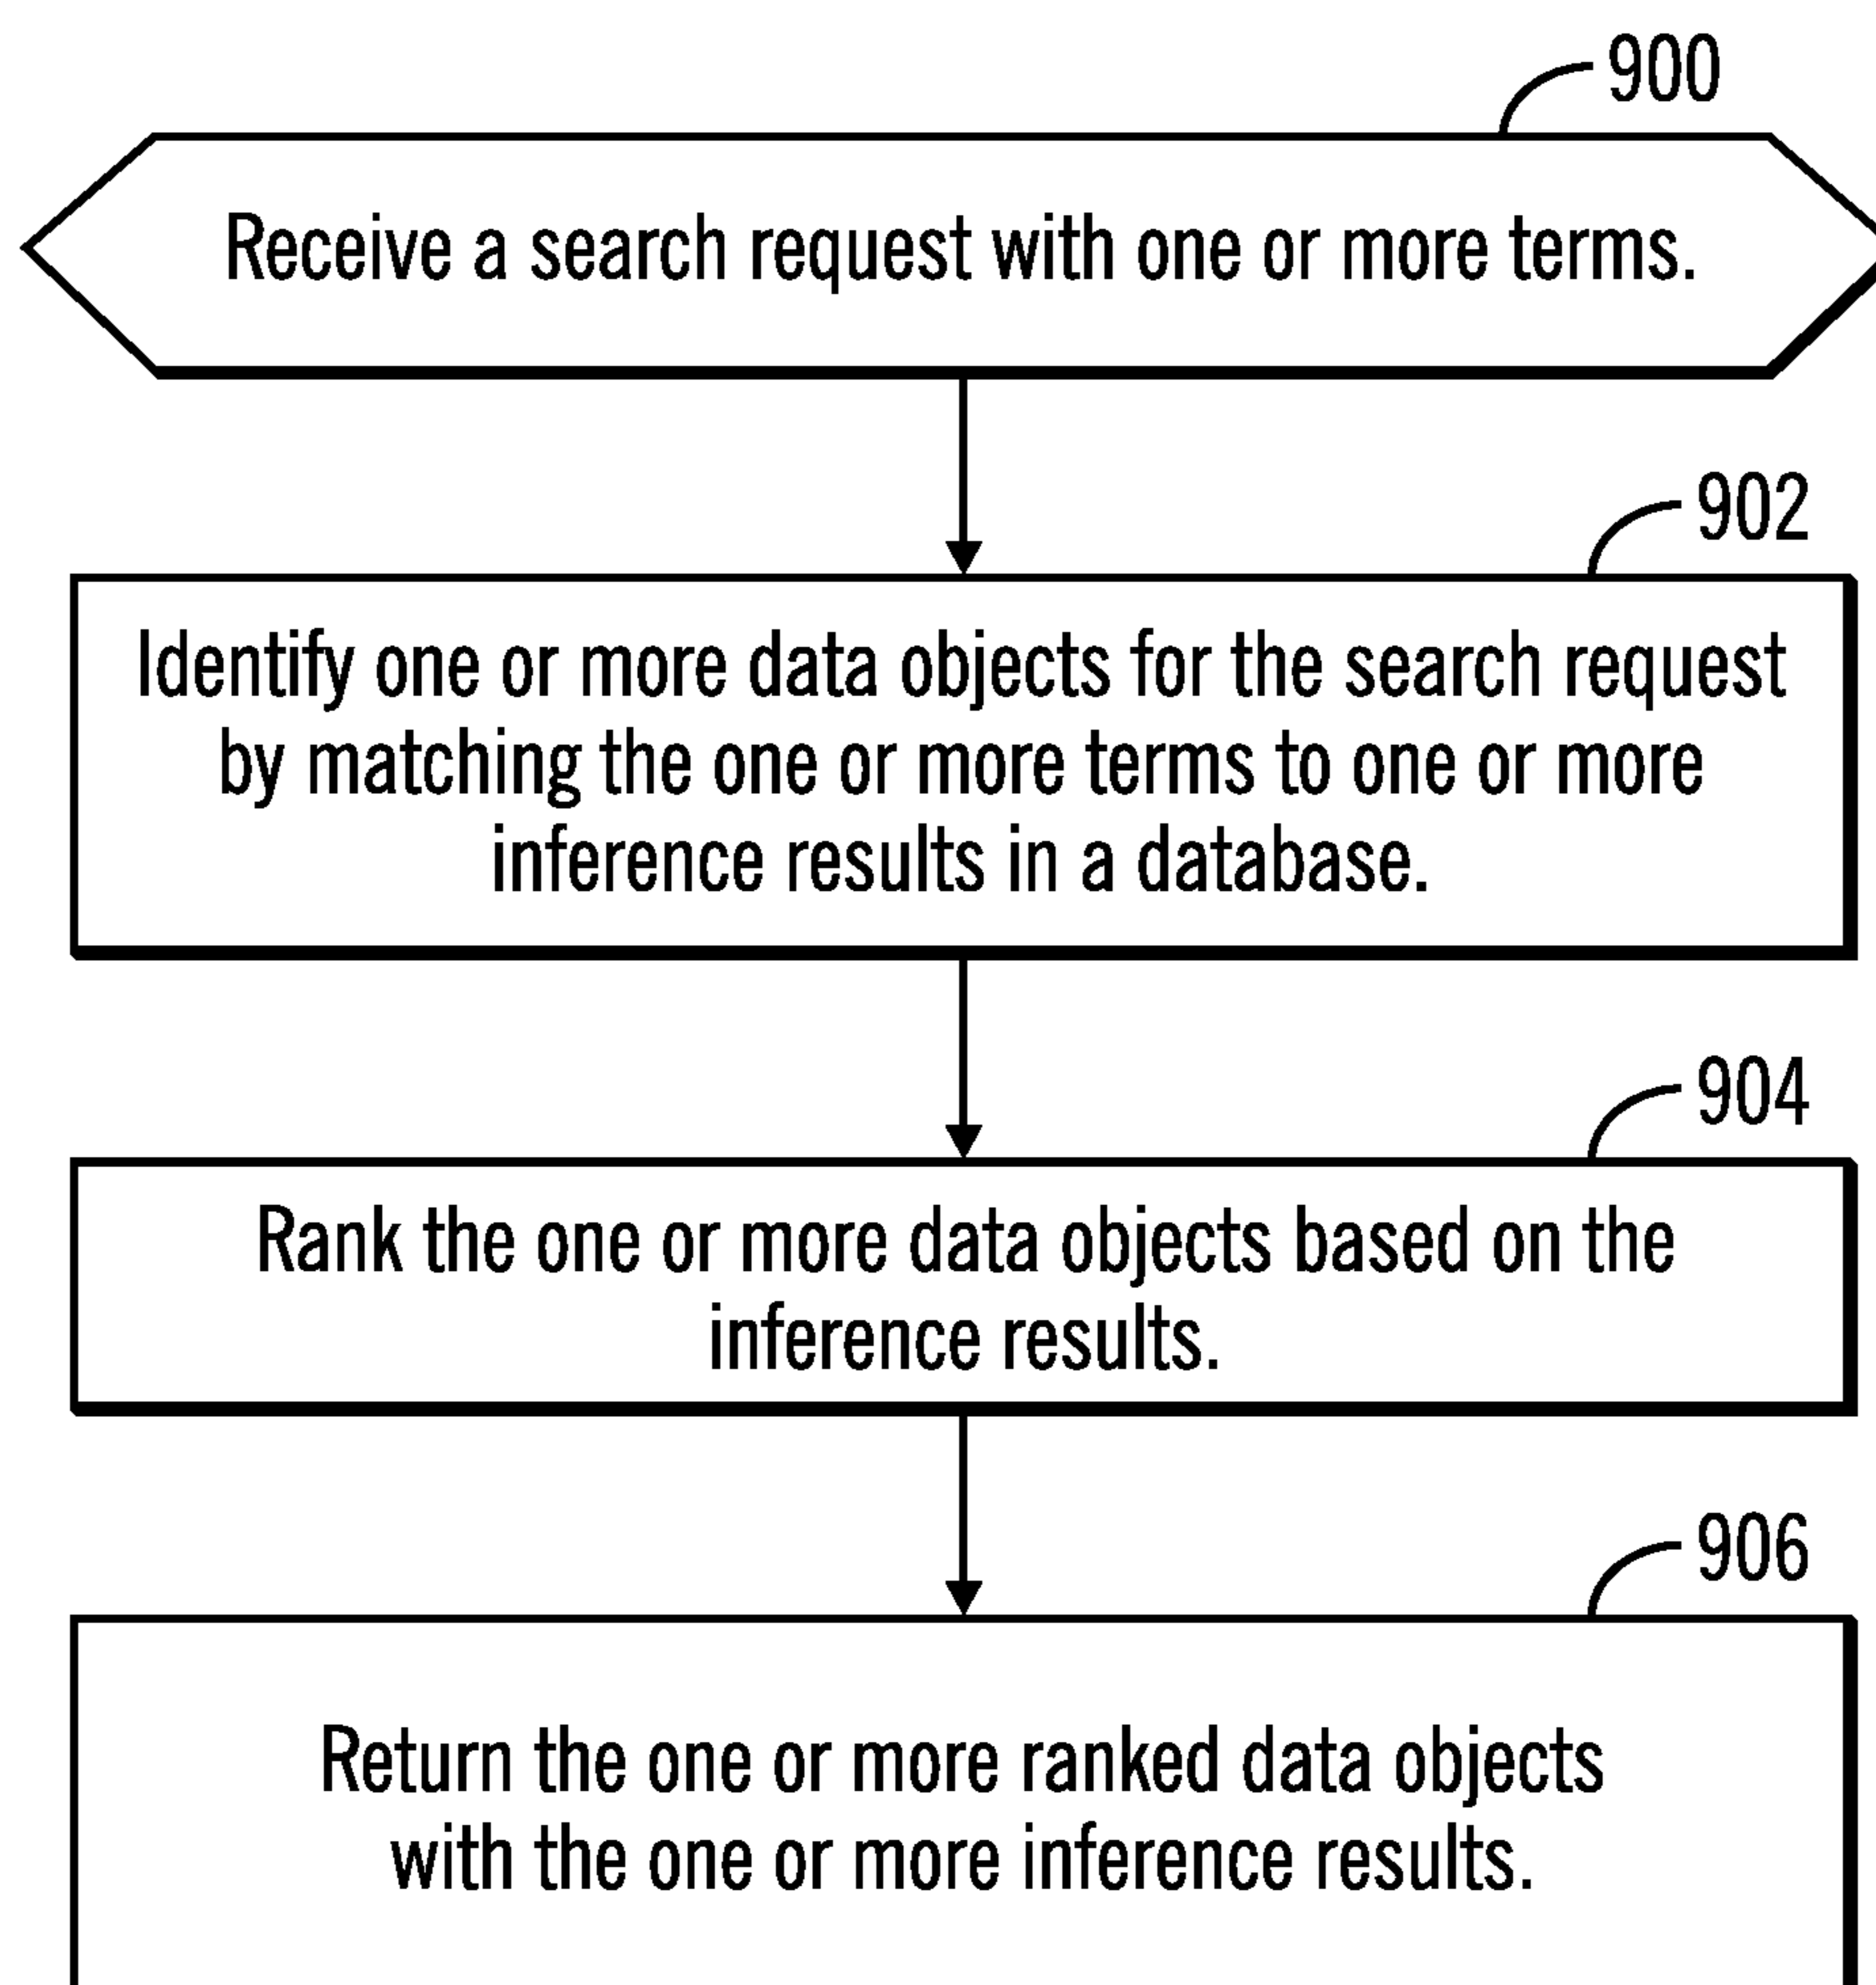 900
Receive a search request with one or more terms.
902
Identify one or more data objects for the search request
by matching the one or more terms to one or more
inference results in a database.
904
Rank the one or more data objects based on the
inference results.
906
Return the one or more ranked data objects
with the one or more inference results.